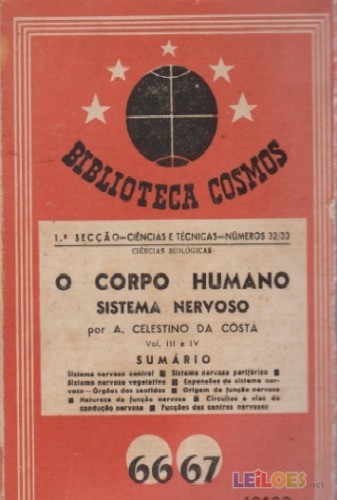 BIBLIOTECA COSMOS
1.ª SECÇÃO—CIÊNCIAS E TÉCNICAS—NÚMEROS 32/33
CIÊNCIAS BIOLÓGICAS
O CORPO HUMANO
SISTEMA NERVOSO
por A. CELESTINO DA COSTA
Vol. III e IV
SUMÁRIO
Sistema nervoso central ■ Sistema nervoso periférico ■
Sistema nervoso vegetativo ■ Expansões do sistema ner-
voso—Órgãos dos sentidos ■ Origem da função nervosa
■ Natureza da função nervosa ■ Circuitos e vias de
condução nervosa ■ Funções dos centros nervosos
66 67
LEILOES.net